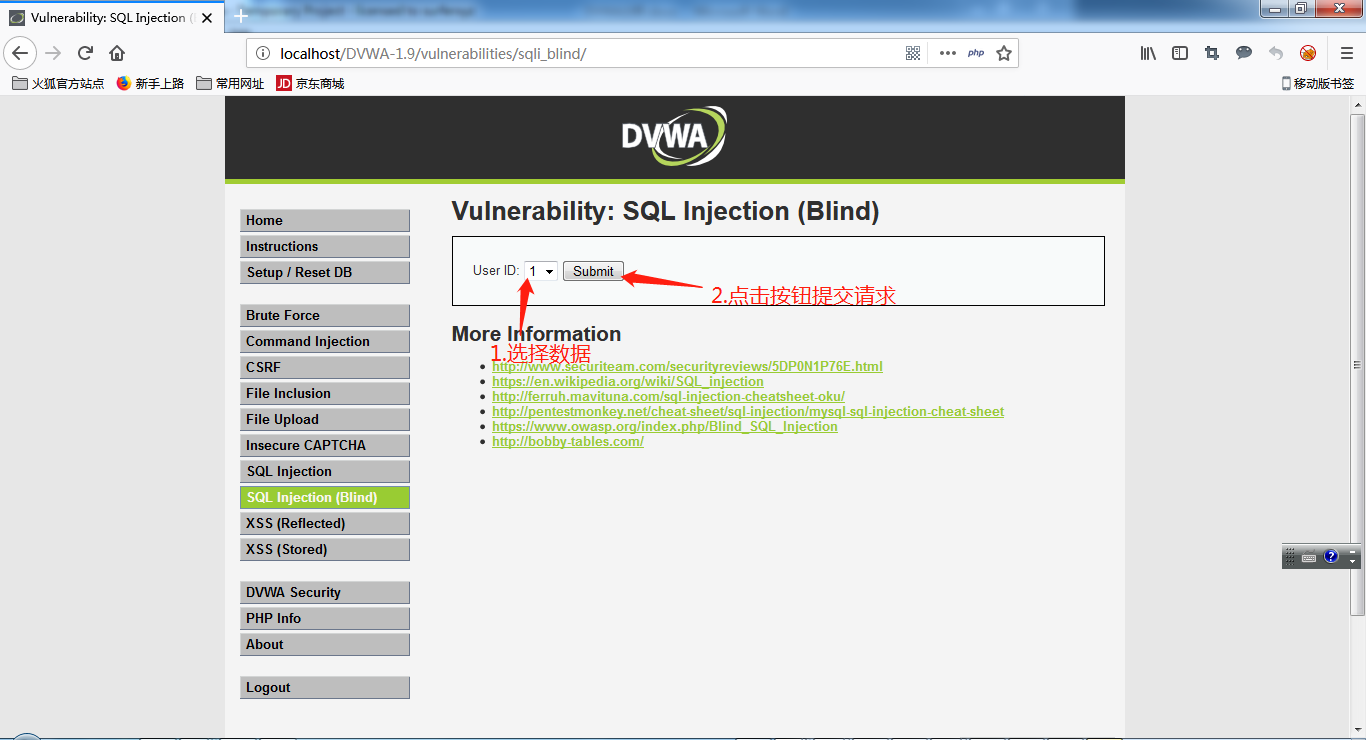 Vulnerability: SQL Injection (
localhost/DVWA-1.9/vulnerabilities/sqli_blind/
php
火狐官方站点
新手上路
常用网址
JD
京东商城
移动版书签
DVWA
Home
Instructions
Setup / Reset DB
Brute Force
Command Injection
CSRF
File Inclusion
File Upload
Insecure CAPTCHA
SQL Injection
SQL Injection (Blind)
XSS (Reflected)
XSS (Stored)
DVWA Security
PHP Info
About
Logout
Vulnerability: SQL Injection (Blind)
User ID: 1 Submit
2.点击按钮提交请求
More Information
1.选择数据
http://www.securiteam.com/securityreviews/5DP0N1P76E.html
https://en.wikipedia.org/wiki/SQL_injection
http://ferruh.mavituna.com/sql-injection-cheatsheet-oku/
http://pentestmonkey.net/cheat-sheet/sql-injection/mysql-sql-injection-cheat-sheet
https://www.owasp.org/index.php/Blind_SQL_Injection
http://bobby-tables.com/